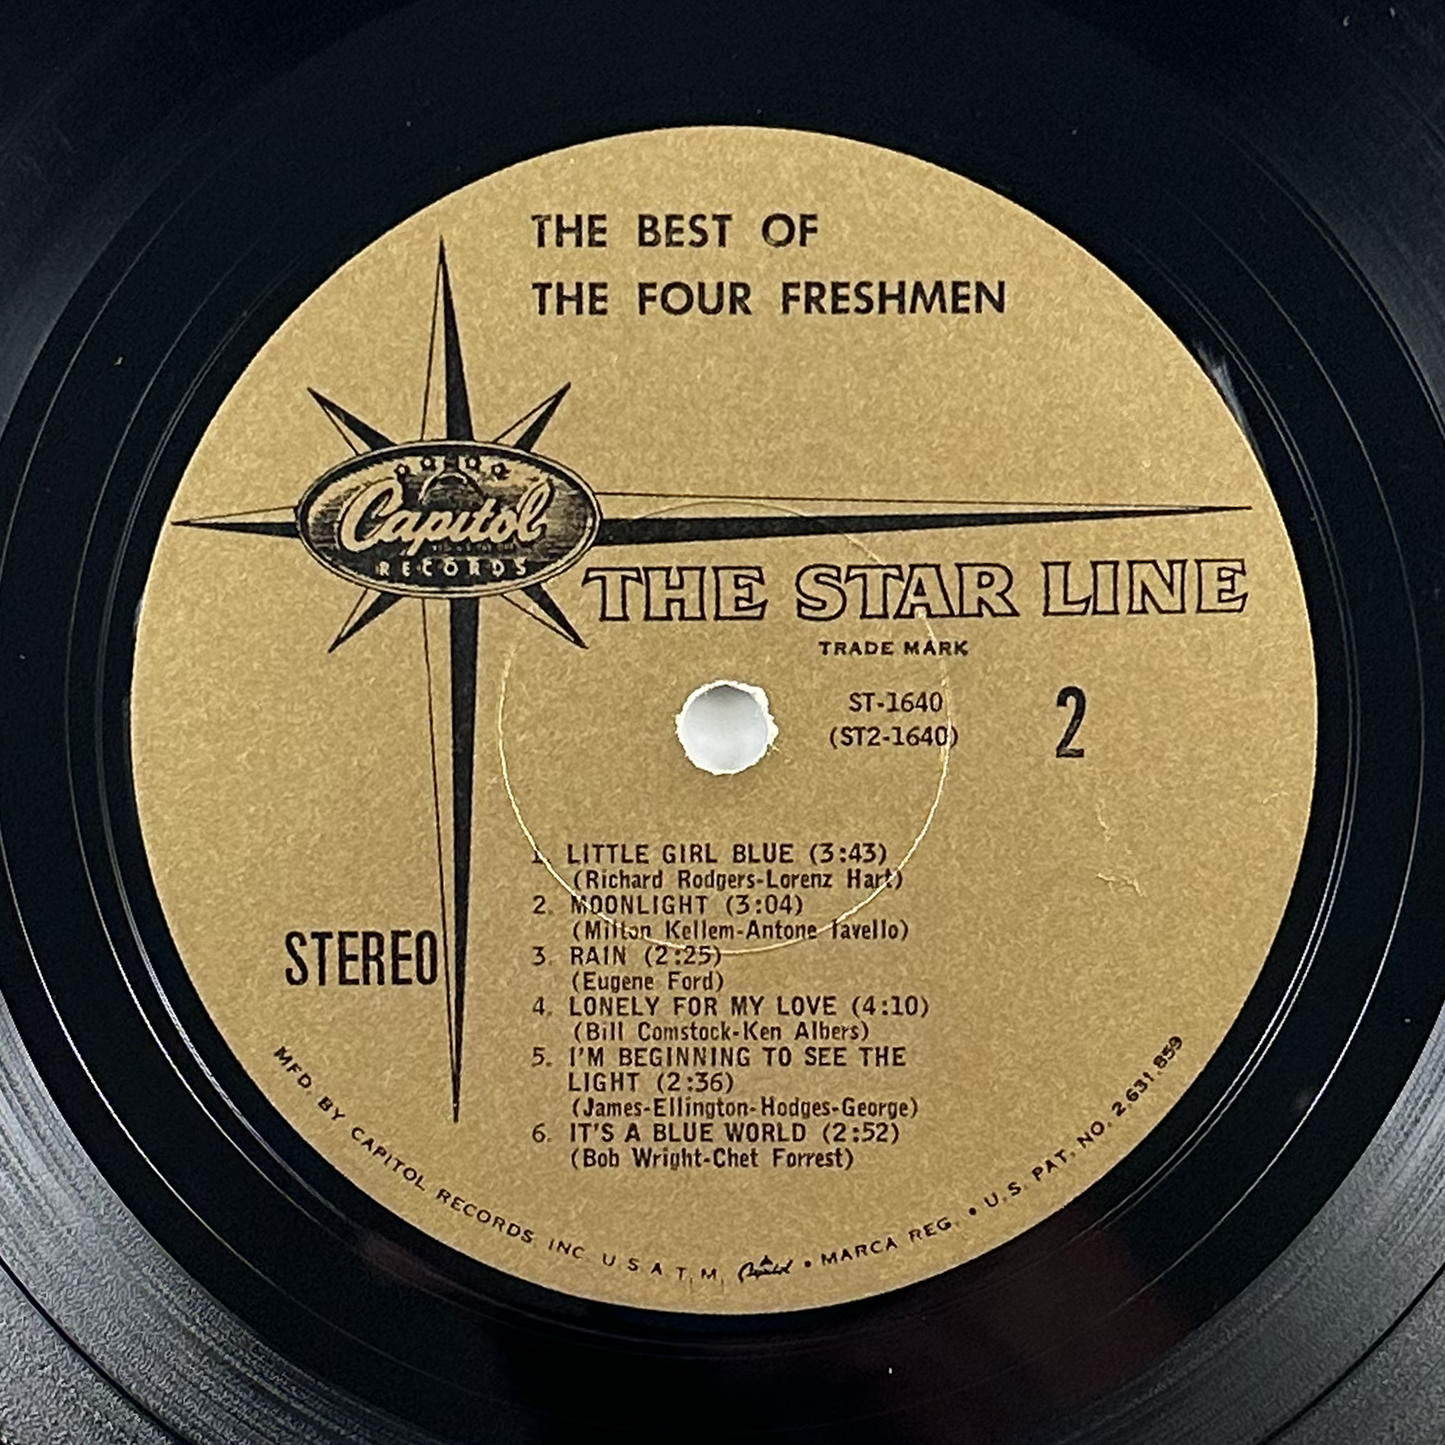 THE BEST OF
THE FOUR FRESHMEN
Capitol
RECORDS
THE STAR LINE
TRADE MARK
ST-1640
(ST2-1640)
2
STEREO
1. LITTLE GIRL BLUE (3:43)
(Richard Rodgers-Lorenz Hart)
2. MOONLIGHT (3:04)
(Milton Kellem-Antone Iavello)
3. RAIN (2:25)
(Eugene Ford)
4. LONELY FOR MY LOVE (4:10)
(Bill Comstock-Ken Albers)
5. I'M BEGINNING TO SEE THE
LIGHT (2:36)
(James-Ellington-Hodges-George)
6. IT'S A BLUE WORLD (2:52)
(Bob Wright-Chet Forrest)
MFD. BY CAPITOL RECORDS, INC. U.S.A. T.M. Capitol • MARCA REG. • U.S. PAT. NO. 2,631,859